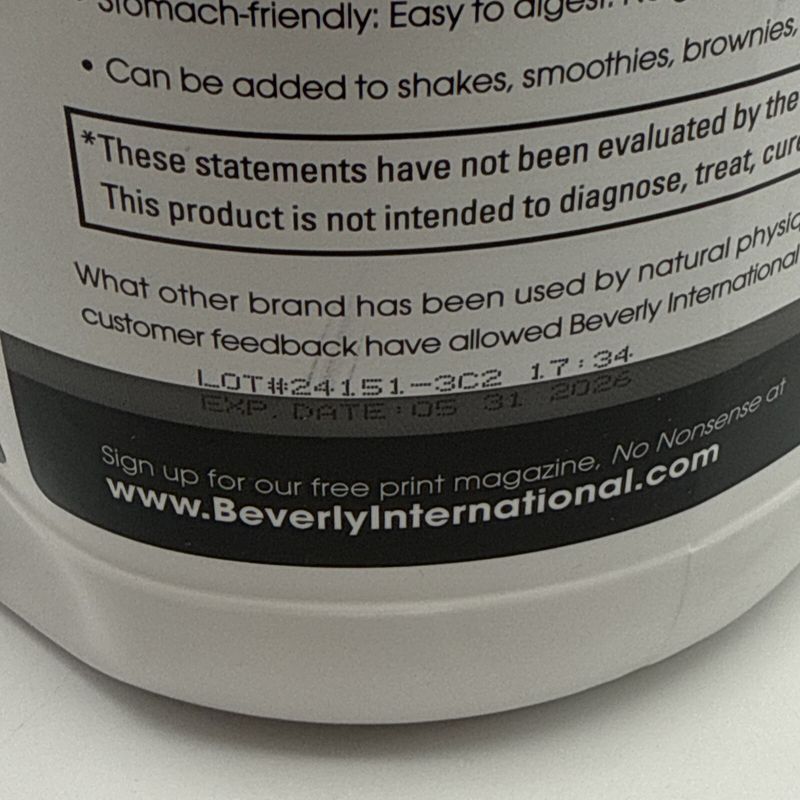 Stomach-friendly: Easy to digest.
• Can be added to shakes, smoothies, brownies,
*These statements have not been evaluated by the
This product is not intended to diagnose, treat, cure
What other brand has been used by natural
customer feedback have allowed Beverly International
LOT#24151-3C2 17:34
EXP. DATE:05 31 2026
Sign up for our free print magazine, No Nonsense at
www.BeverlyInternational.com